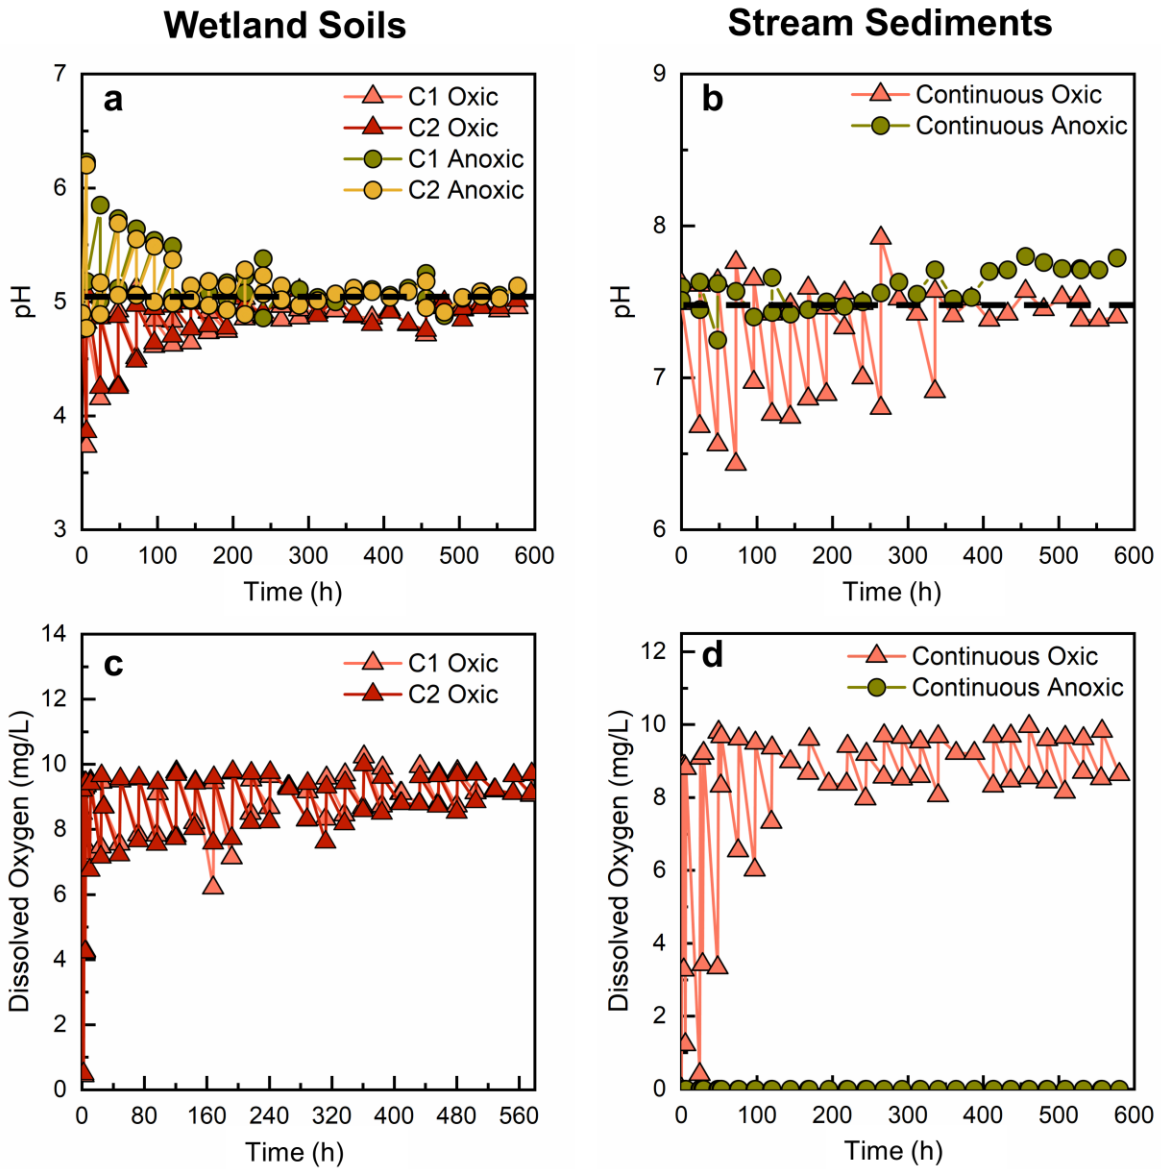 Wetland Soils
Stream Sediments
a
C1 Oxic
C2 Oxic
C1 Anoxic
C2 Anoxic
7
6
5
4
3
pH
0 100 200 300 400 500 600
Time (h)
b
Continuous Oxic
Continuous Anoxic
9
8
7
6
pH
0 100 200 300 400 500 600
Time (h)
c
C1 Oxic
C2 Oxic
14
12
10
8
6
4
2
0
Dissolved Oxygen (mg/L)
0 80 160 240 320 400 480 560
Time (h)
d
Continuous Oxic
Continuous Anoxic
12
10
8
6
4
2
0
Dissolved Oxygen (mg/L)
0 100 200 300 400 500 600
Time (h)